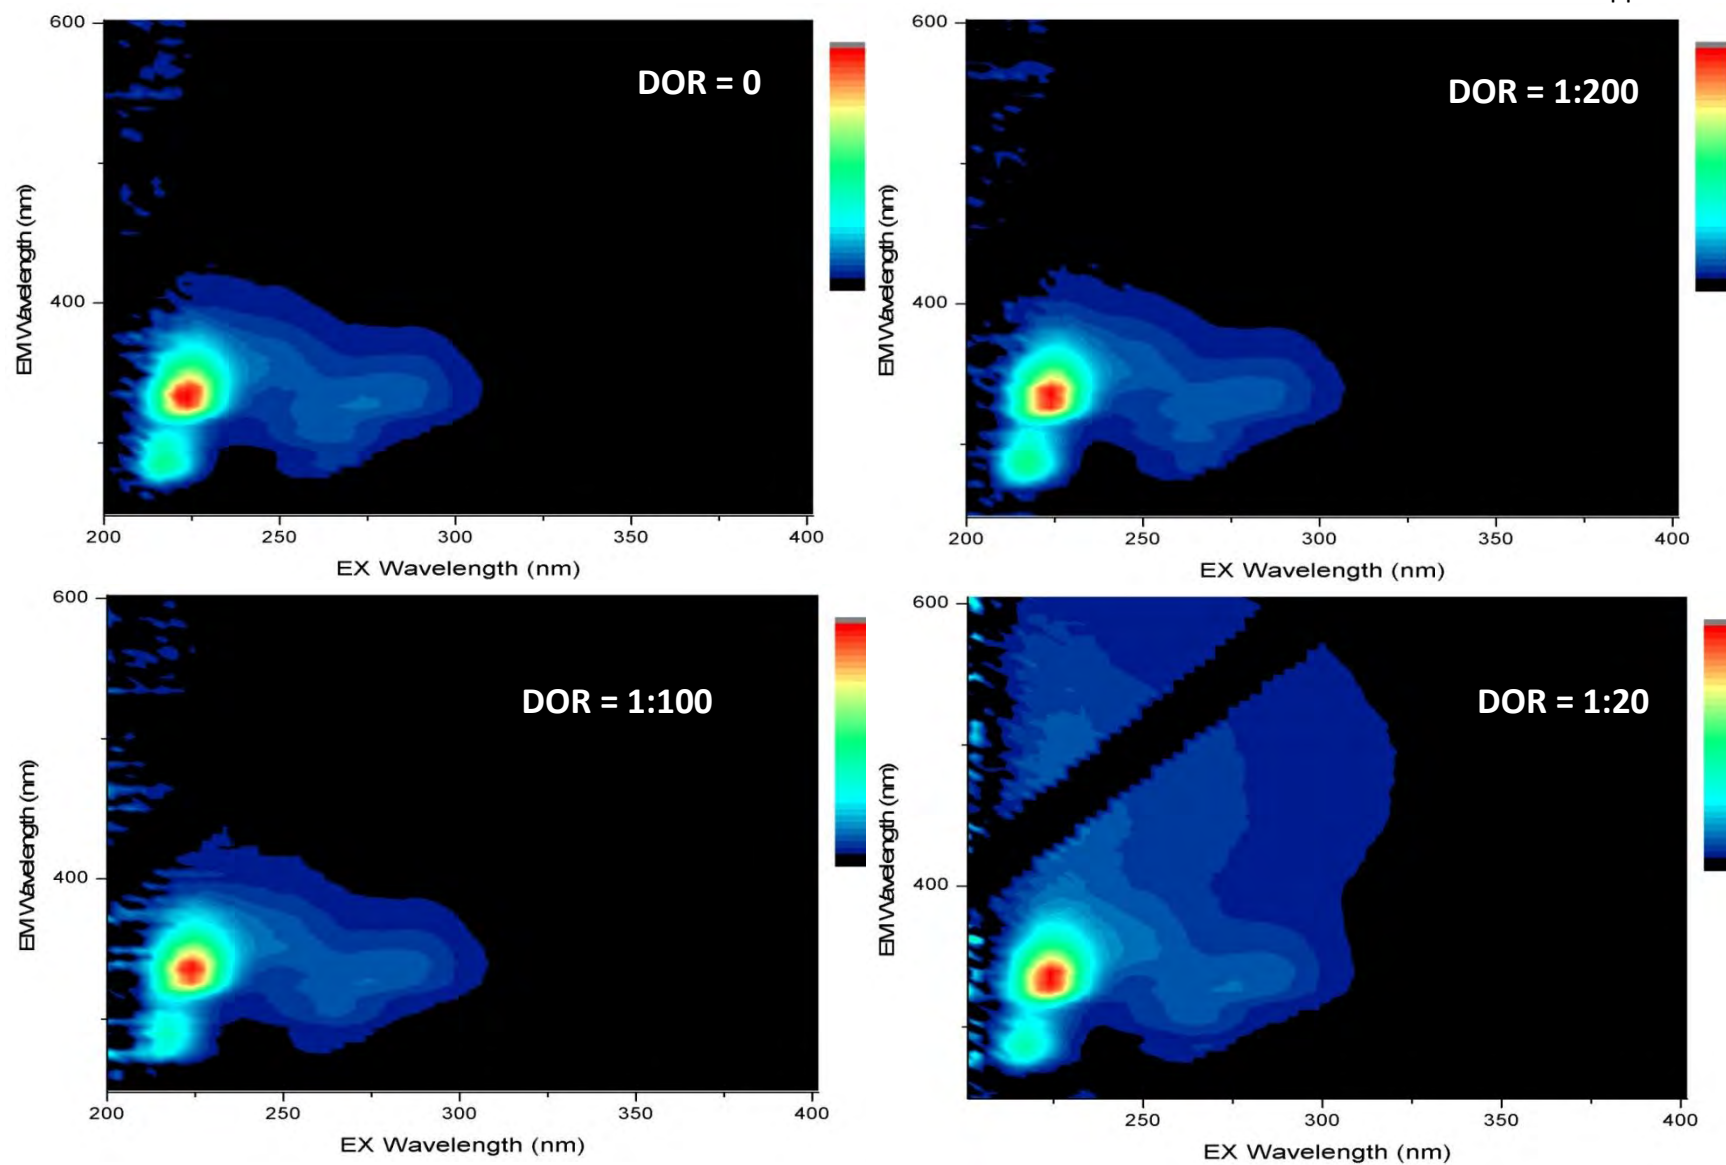 600
DOR = 0
400
EM Wavelength (nm)
200 250 300 350 400
EX Wavelength (nm)
600
DOR = 1:200
400
EM Wavelength (nm)
200 250 300 350 400
EX Wavelength (nm)
600
DOR = 1:100
400
EM Wavelength (nm)
200 250 300 350 400
EX Wavelength (nm)
600
DOR = 1:20
400
EM Wavelength (nm)
250 300 350 400
EX Wavelength (nm)